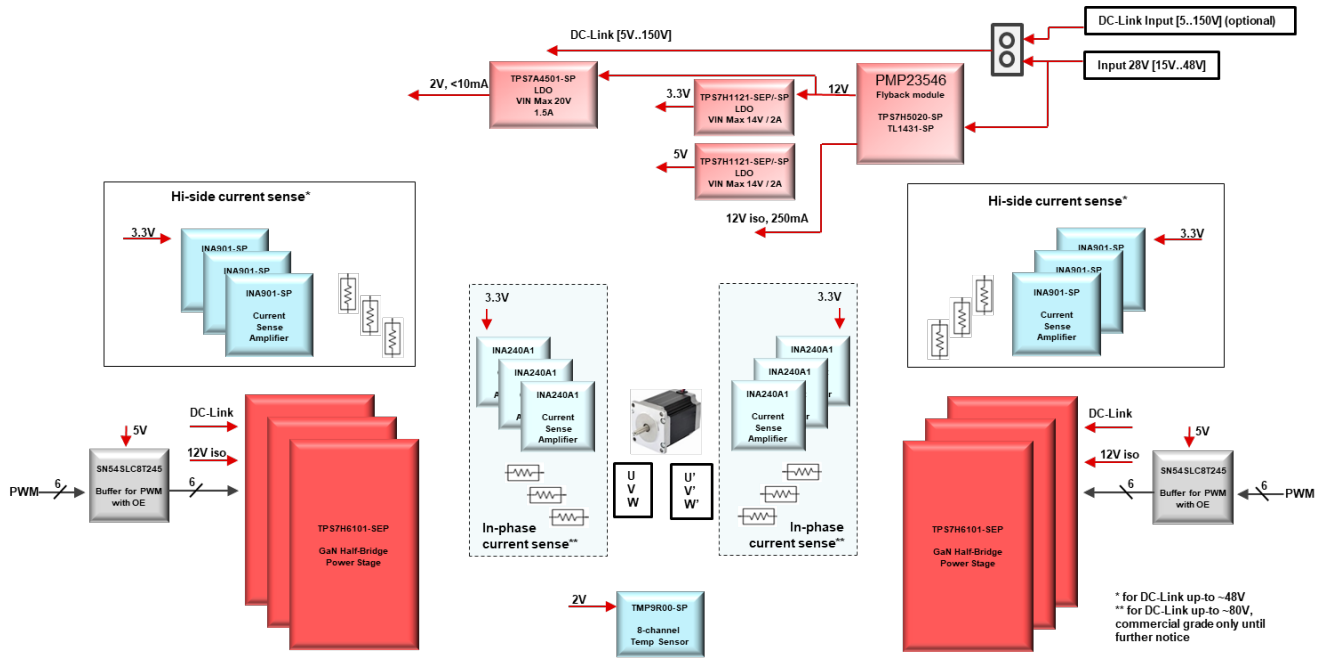 DC-Link Input [5..150V] (optional)
Input 28V [15V..48V]
DC-Link [5V..150V]
TPS7A4501-SP
LDO
VIN Max 20V
1.5A
2V, <10mA
3.3V
TPS7H1121-SEP/-SP
LDO
VIN Max 14V / 2A
12V
PMP23546
Flyback module
TPS7H5020-SP
TL1431-SP
5V
TPS7H1121-SEP/-SP
LDO
VIN Max 14V / 2A
12V iso, 250mA
Hi-side current sense*
3.3V
INA901-SP
INA901-SP
INA901-SP
Current
Sense
Amplifier
Hi-side current sense*
3.3V
INA901-SP
INA901-SP
INA901-SP
Current
Sense
Amplifier
3.3V
INA240A1
INA240A1
INA240A1
Current
Sense
Amplifier
In-phase
current sense**
3.3V
INA240A1
INA240A1
INA240A1
Current
Sense
Amplifier
In-phase
current sense**
U
V
W
U'
V'
W'
DC-Link
12V iso
5V
SN54SLC8T245
Buffer for PWM
with OE
PWM
6
6
TPS7H6101-SEP
GaN Half-Bridge
Power Stage
TPS7H6101-SEP
GaN Half-Bridge
Power Stage
DC-Link
12V iso
5V
SN54SLC8T245
Buffer for PWM
with OE
6
6
PWM
2V
TMP9R00-SP
8-channel
Temp Sensor
* for DC-Link up-to ~48V
** for DC-Link up-to ~80V,
commercial grade only until
further notice